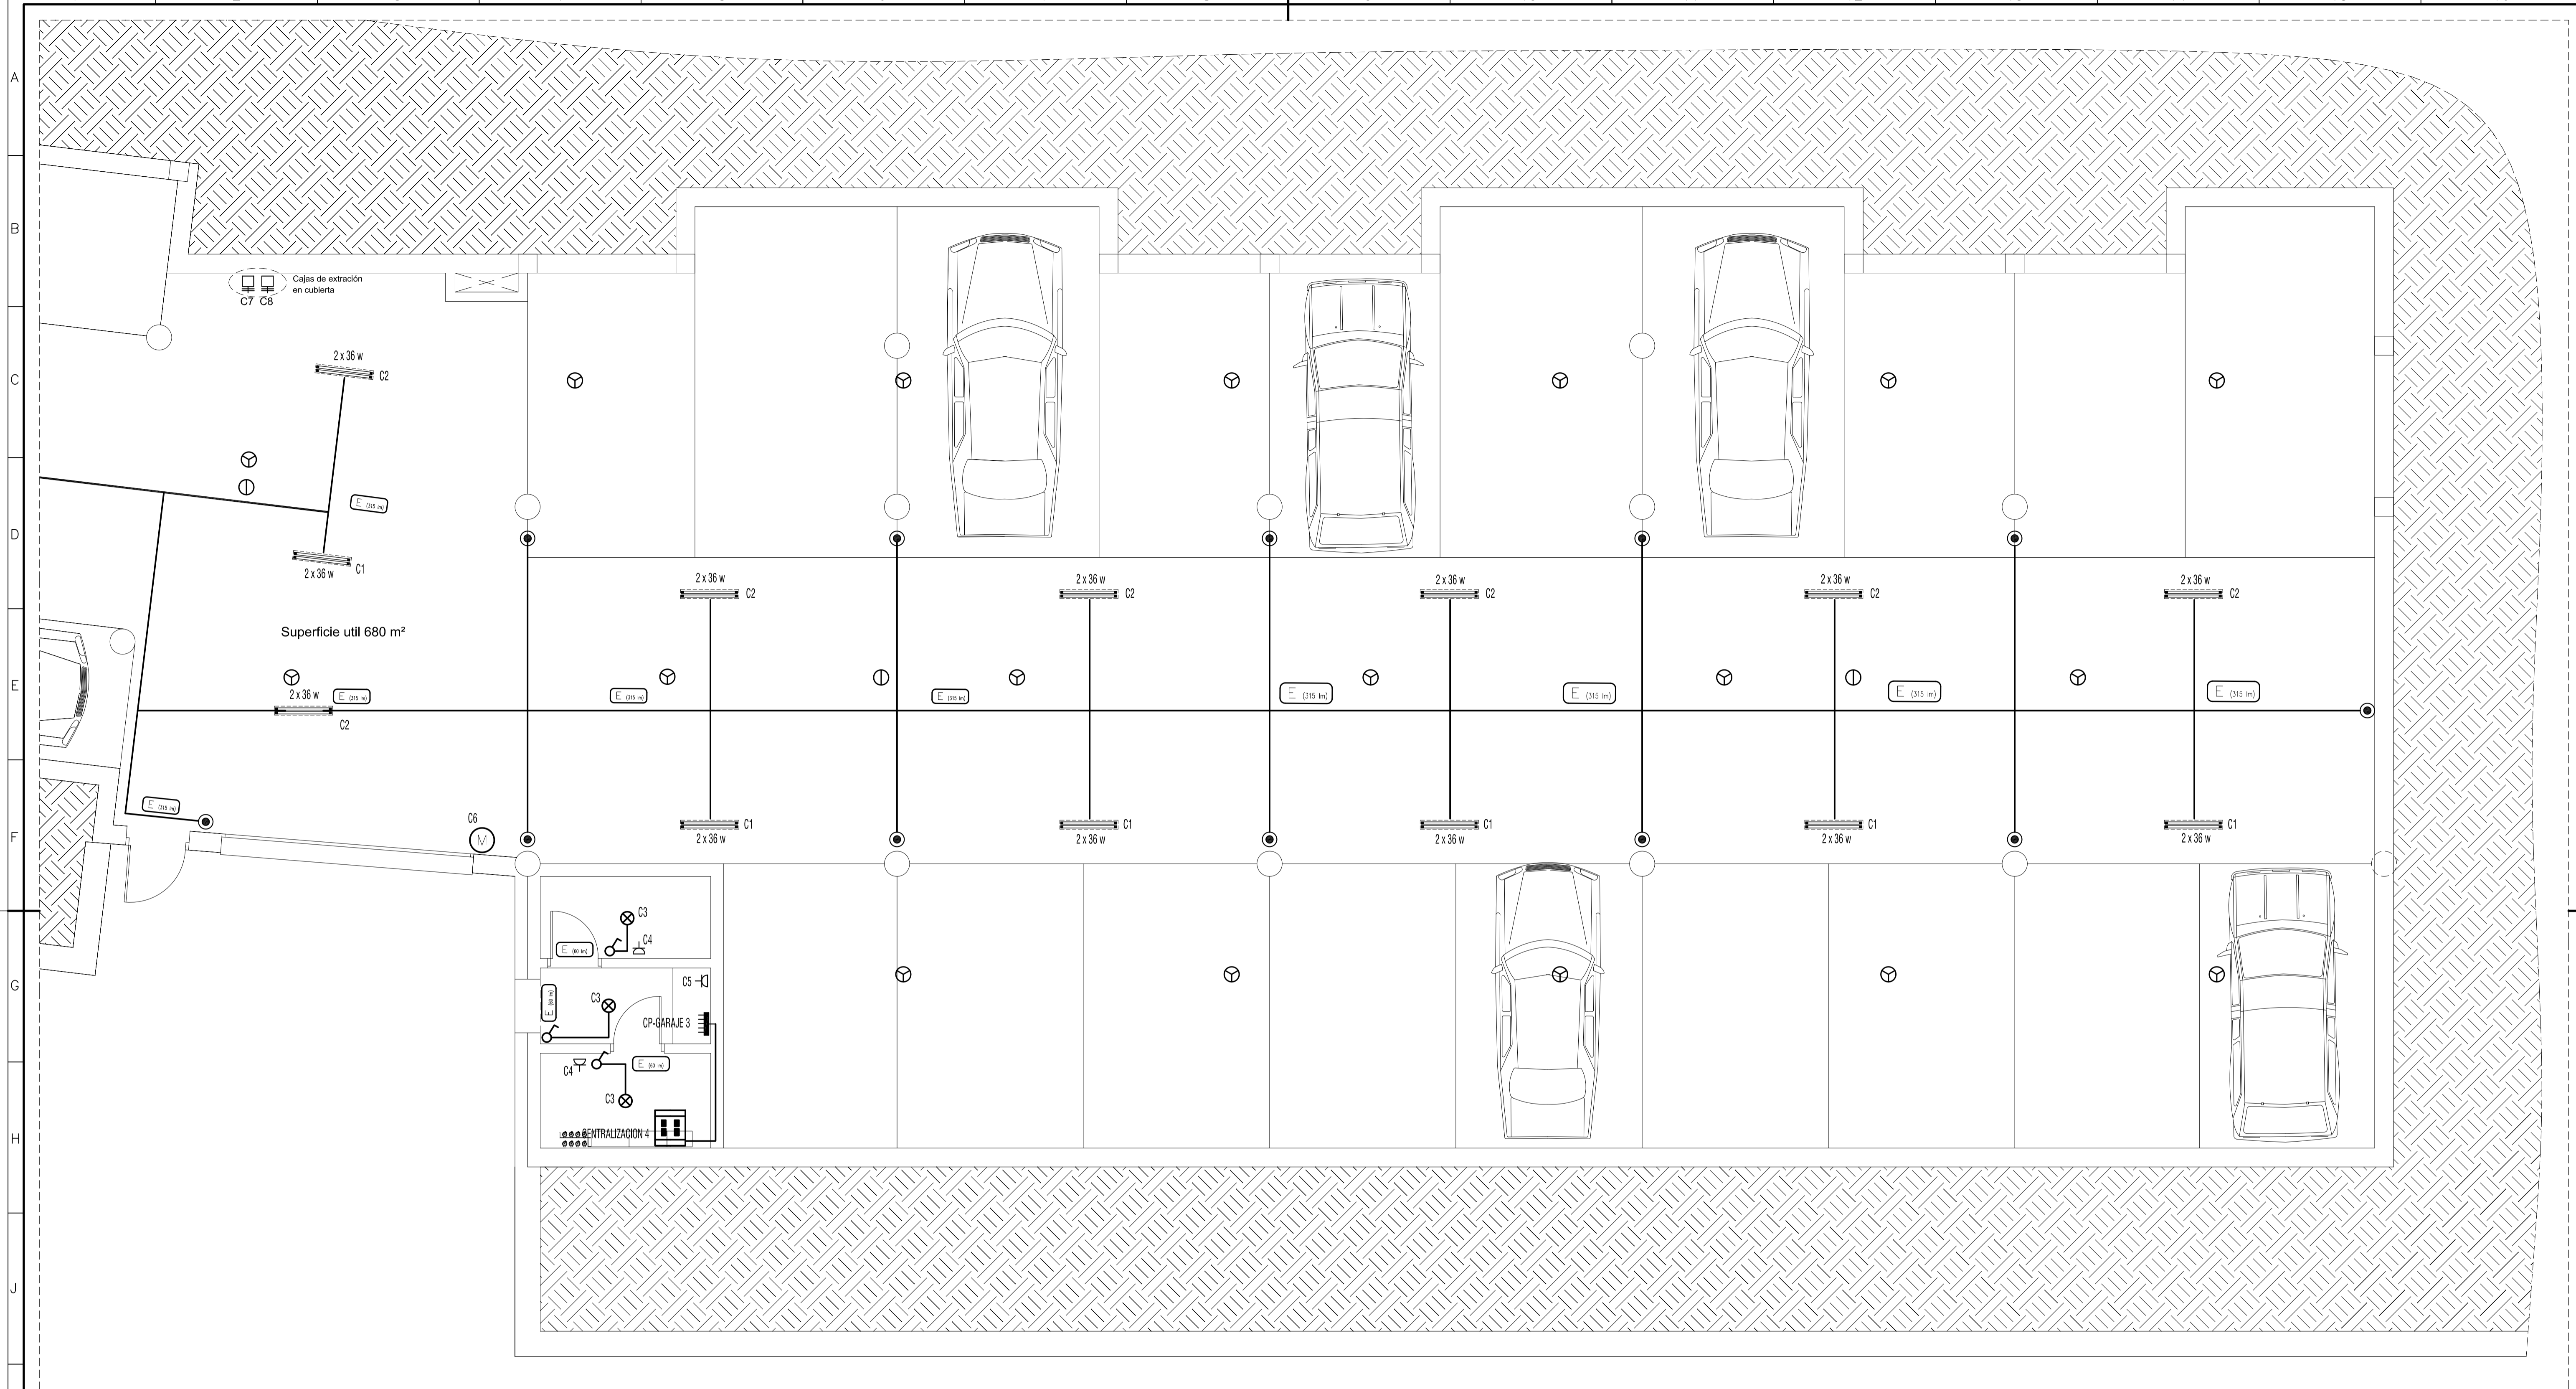 A
B
Cajas de extración
en cubierta
C7 C8
2 x 36 w
C2
C
E (315 lm)
D
C1
2 x 36 w
2 x 36 w
C2
2 x 36 w
C2
2 x 36 w
C2
2 x 36 w
C2
2 x 36 w
C2
Superficie util 680 m²
E
2 x 36 w
E (315 lm)
C2
E (315 lm)
E (315 lm)
E (315 lm)
E (315 lm)
E (315 lm)
E (315 lm)
E (315 lm)
C6
M
F
C1
2 x 36 w
C1
2 x 36 w
C1
2 x 36 w
C1
2 x 36 w
C1
2 x 36 w
C3
C4
E (60 lm)
G
C5
C3
E (60 lm)
CP-GARAJE 3
C4
E (60 lm)
C3
H
CENTRALIZACION 4
J